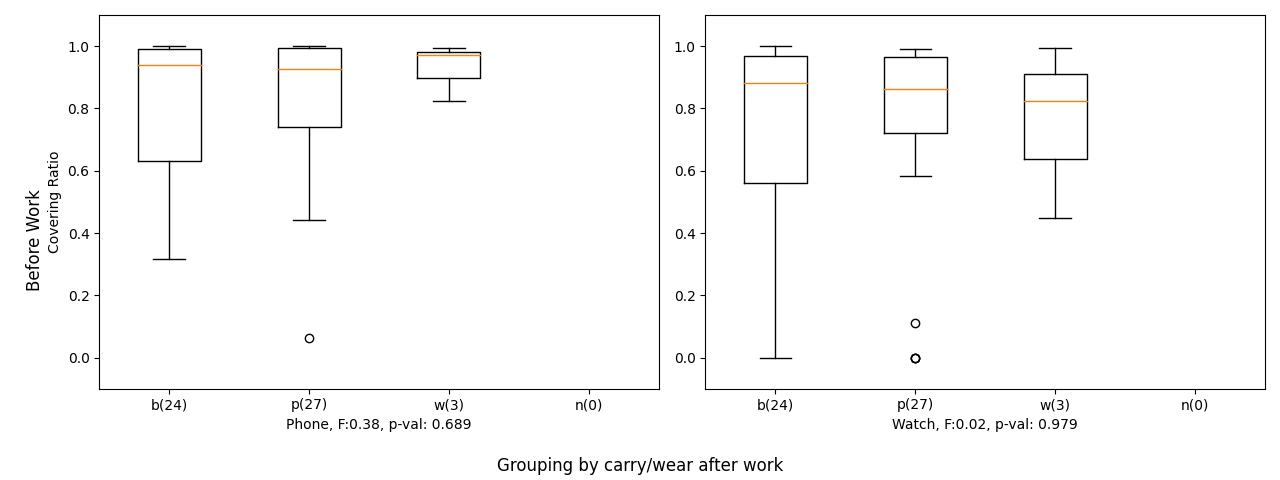 Before Work
Covering Ratio
1.0
0.8
0.6
0.4
0.2
0.0
b(24) p(27) w(3) n(0)
Phone, F:0.38, p-val: 0.689
1.0
0.8
0.6
0.4
0.2
0.0
b(24) p(27) w(3) n(0)
Watch, F:0.02, p-val: 0.979
Grouping by carry/wear after work